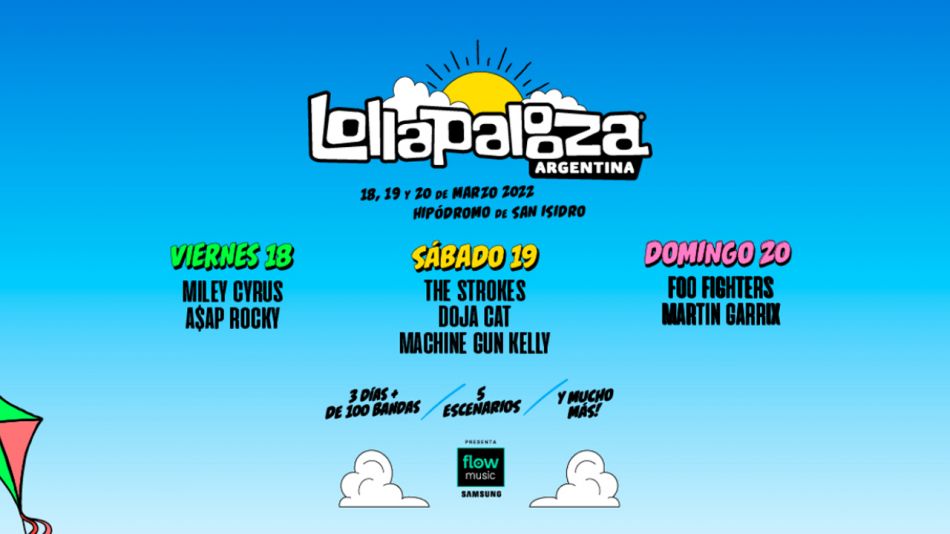 Lollapalooza
ARGENTINA
18, 19 Y 20 DE MARZO 2022
HIPÓDROMO DE SAN ISIDRO
VIERNES 18
MILEY CYRUS
A$AP ROCKY
SÁBADO 19
THE STROKES
DOJA CAT
MACHINE GUN KELLY
DOMINGO 20
FOO FIGHTERS
MARTIN GARRIX
3 DÍAS +
DE 100 BANDAS
5
ESCENARIOS
Y MUCHO
MÁS!
PRESENTA
flow
music
SAMSUNG